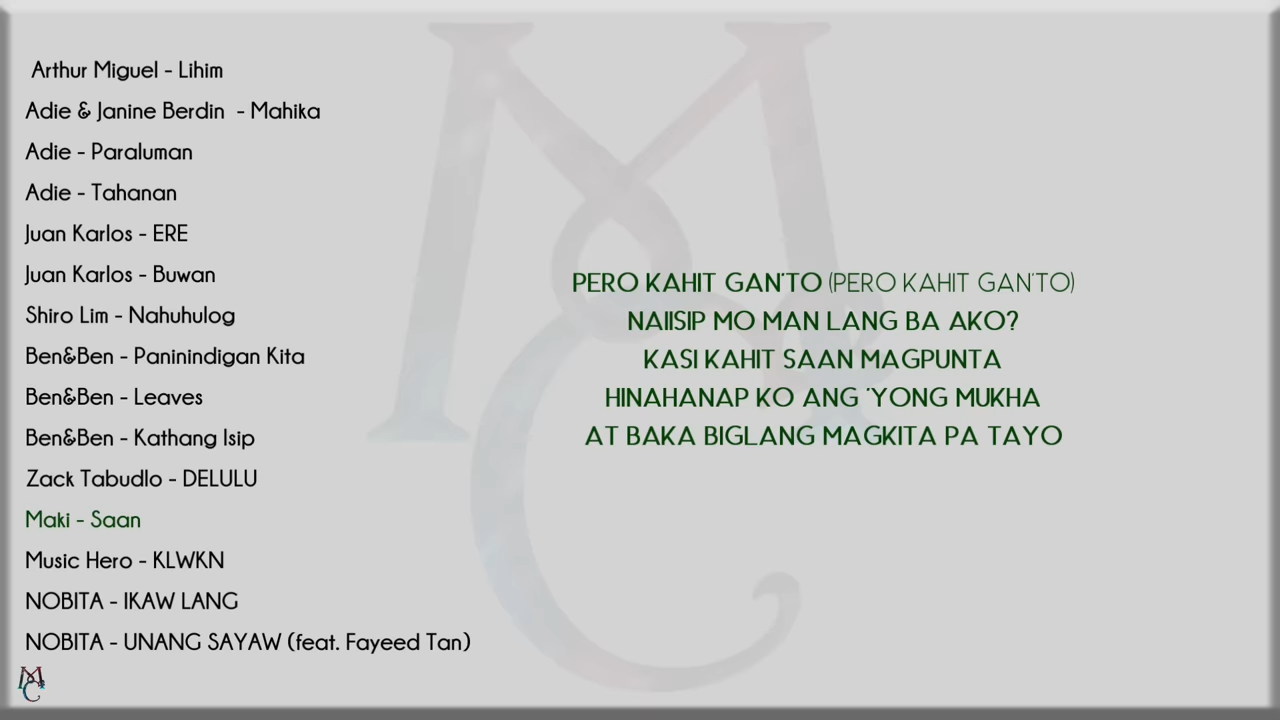 Arthur Miguel - Lihim
Adie & Janine Berdin - Mahika
Adie - Paraluman
Adie - Tahanan
Juan Karlos - ERE
Juan Karlos - Buwan
Shiro Lim - Nahuhulog
Ben&Ben - Paninindigan Kita
Ben&Ben - Leaves
Ben&Ben - Kathang Isip
Zack Tabudlo - DELULU
Maki - Saan
Music Hero - KLWKN
NOBITA - IKAW LANG
NOBITA - UNANG SAYAW (feat. Fayeed Tan)
PERO KAHIT GAN'TO (PERO KAHIT GAN'TO)
NAIISIP MO MAN LANG BA AKO?
KASI KAHIT SAAN MAGPUNTA
HINAHANAP KO ANG 'YONG MUKHA
AT BAKA BIGLANG MAGKITA PA TAYO
MC
MC